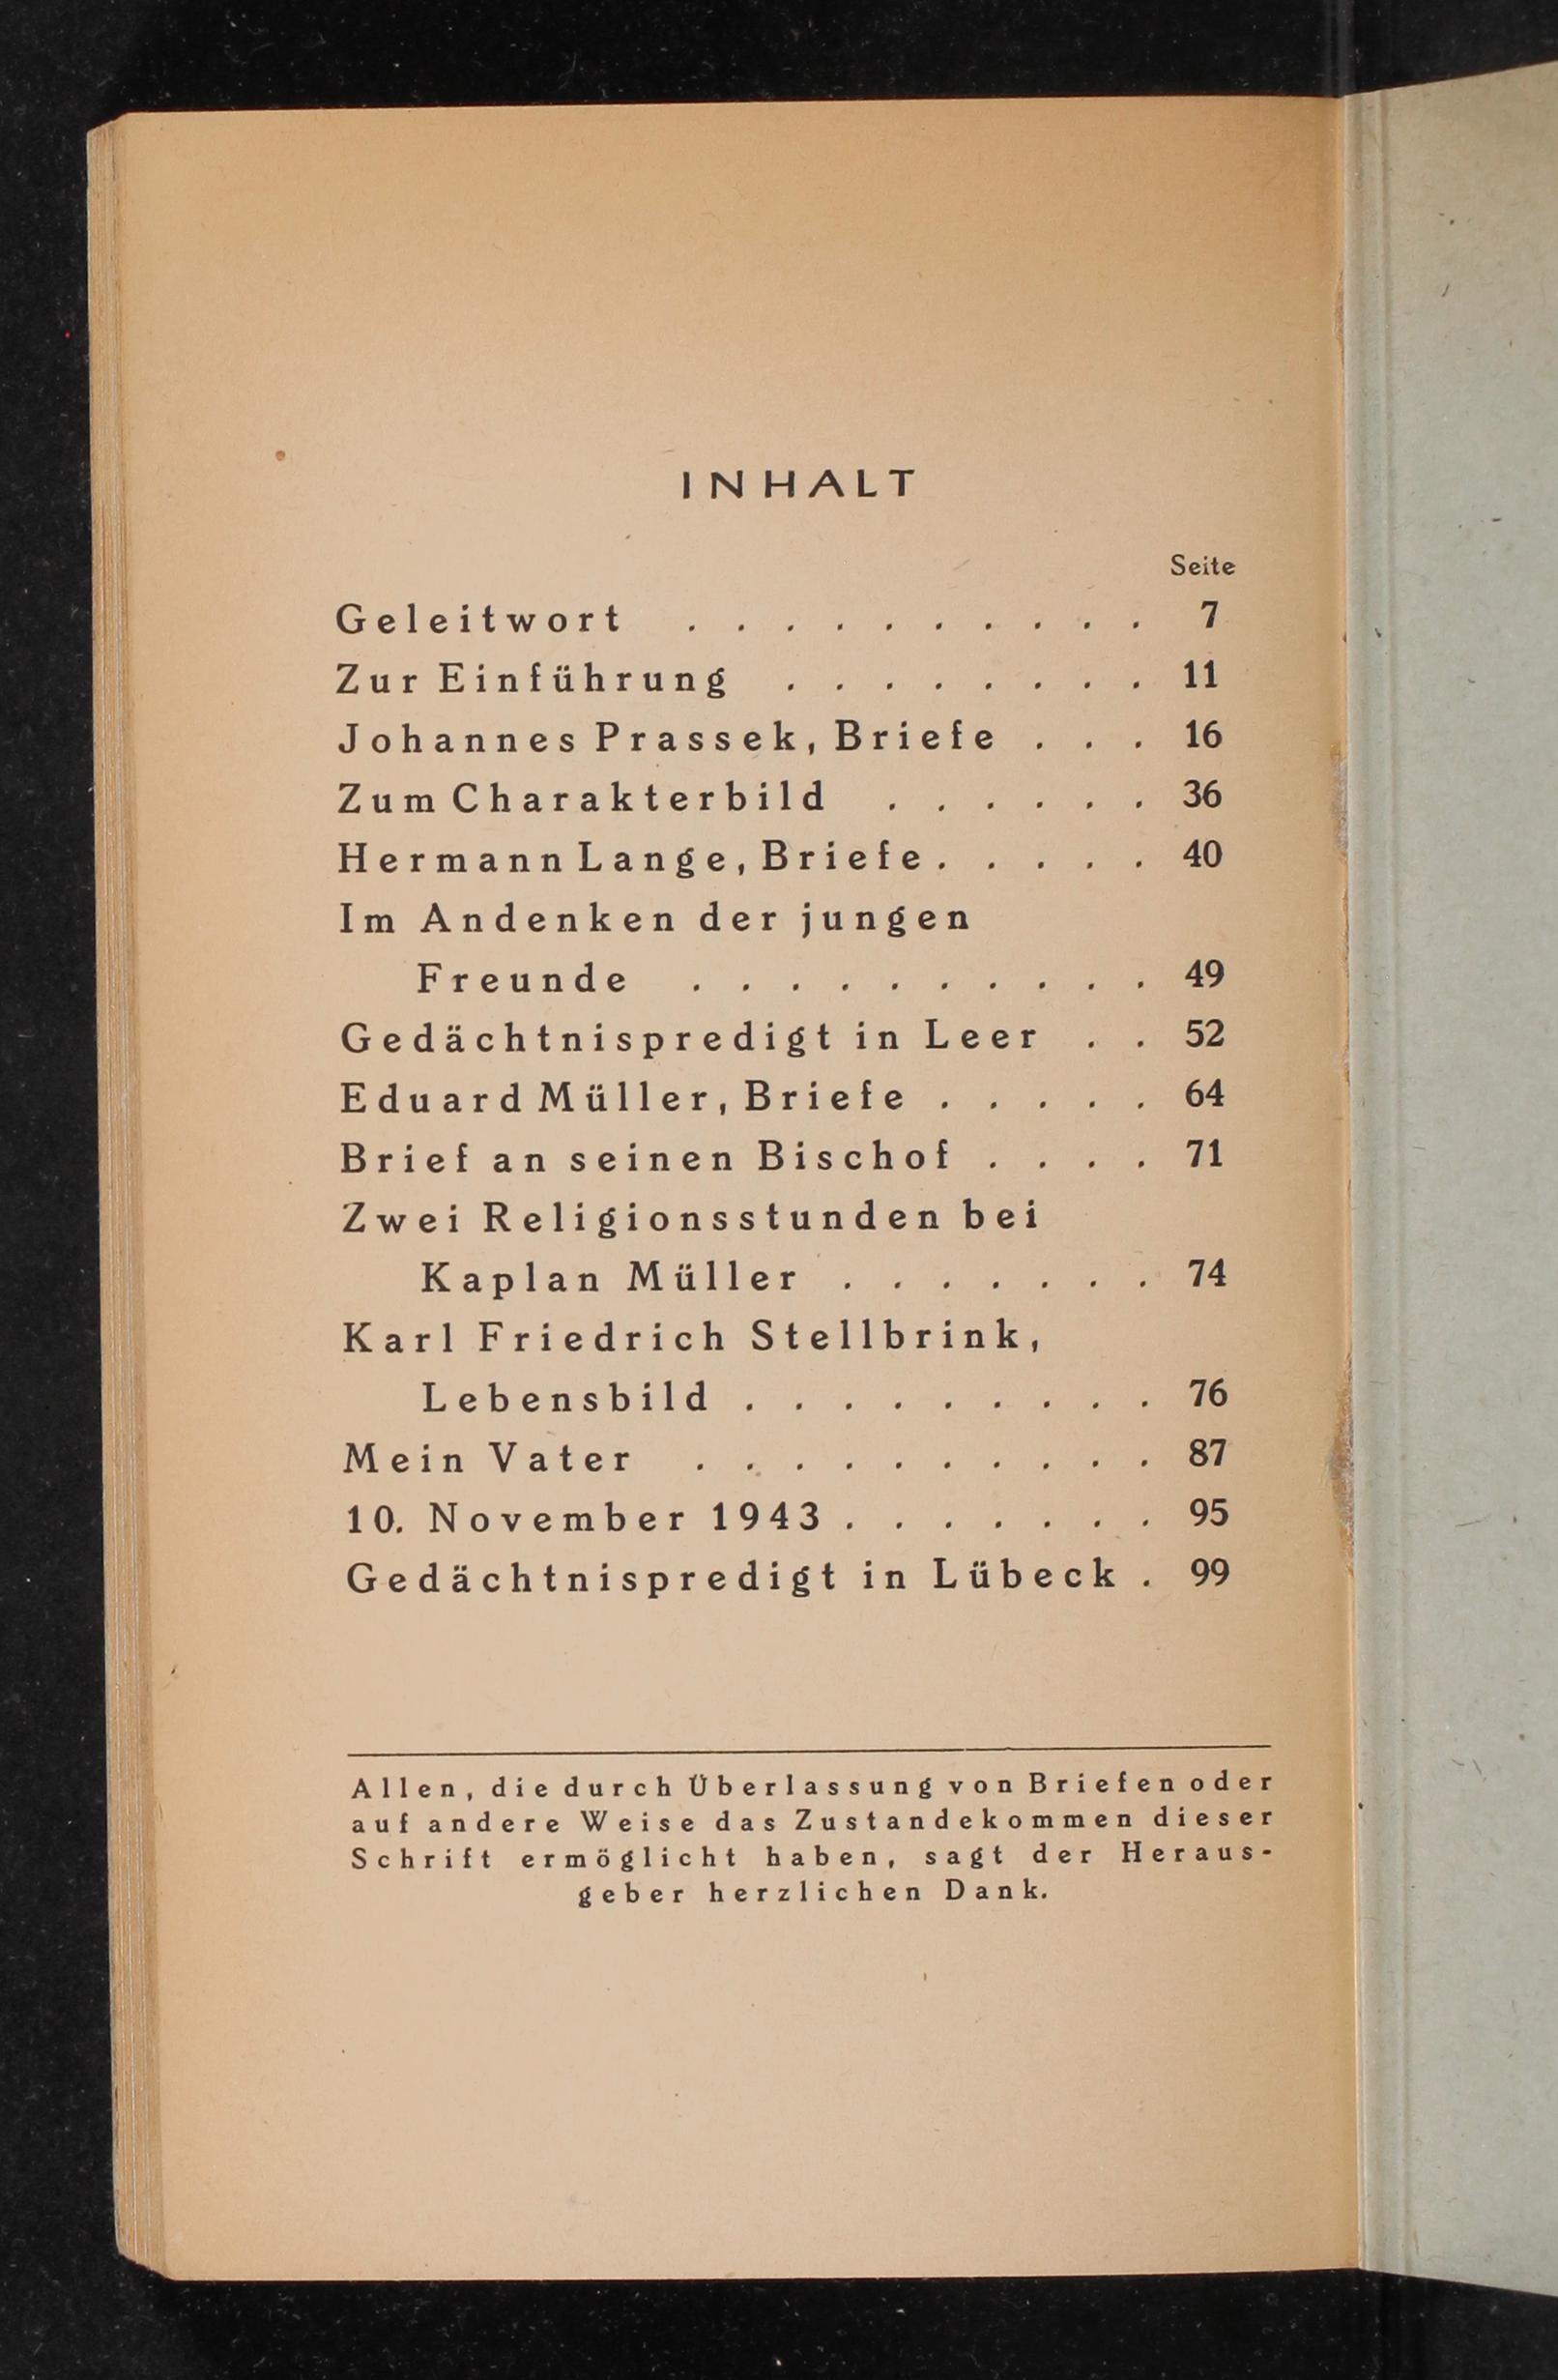 INHALT
Seite
Geleitwort . . . . . . . . . . 7
Zur Einführung . . . . . . . . 11
Johannes Prassek, Briefe . . . 16
Zum Charakterbild . . . . . . 36
Hermann Lange, Briefe . . . . . 40
Im Andenken der jungen
Freunde . . . . . . . . . . 49
Gedächtnispredigt in Leer . . 52
Eduard Müller, Briefe . . . . . 64
Brief an seinen Bischof . . . . 71
Zwei Religionsstunden bei
Kaplan Müller . . . . . . . 74
Karl Friedrich Stellbrink,
Lebensbild . . . . . . . . . 76
Mein Vater . . . . . . . . . . 87
10. November 1943 . . . . . . . 95
Gedächtnispredigt in Lübeck . 99
Allen, die durch Überlassung von Briefen oder
auf andere Weise das Zustandekommen dieser
Schrift ermöglicht haben, sagt der Heraus-
geber herzlichen Dank.